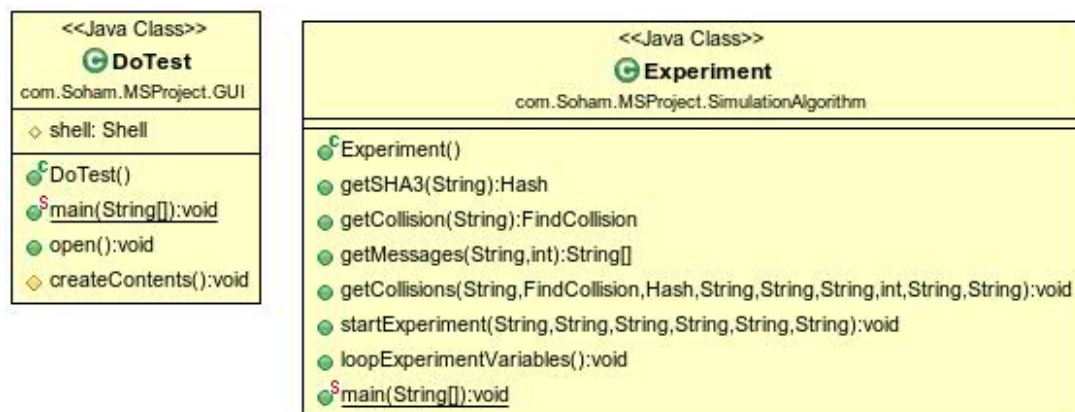 <<Java Class>>
DoTest
com.Soham.MSProject.GUI
shell: Shell
DoTest()
main(String[]):void
open():void
createContents():void
<<Java Class>>
Experiment
com.Soham.MSProject.SimulationAlgorithm
Experiment()
getSHA3(String):Hash
getCollision(String):FindCollision
getMessages(String,int):String[]
getCollisions(String,FindCollision,Hash,String,String,String,int,String,String):void
startExperiment(String,String,String,String,String,String):void
loopExperimentVariables():void
main(String[]):void